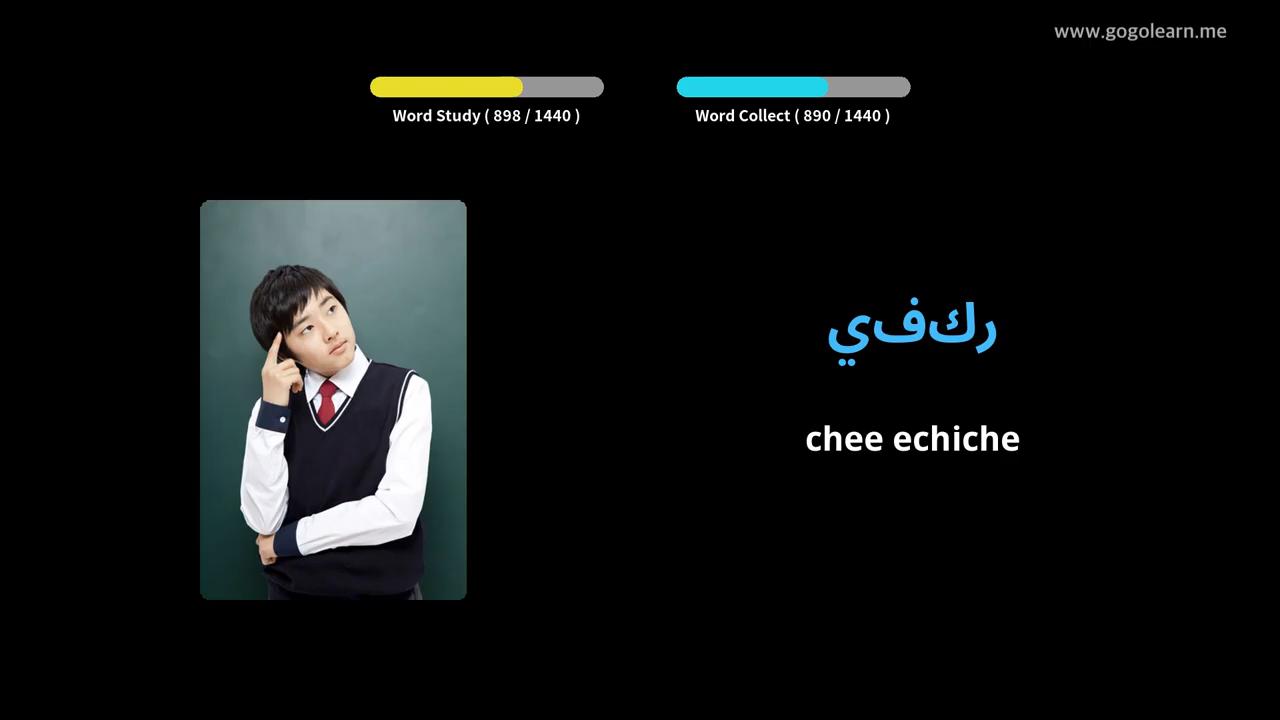 www.gogolearn.me
Word Study ( 898 / 1440 )
Word Collect ( 890 / 1440 )
ركفي
chee echiche